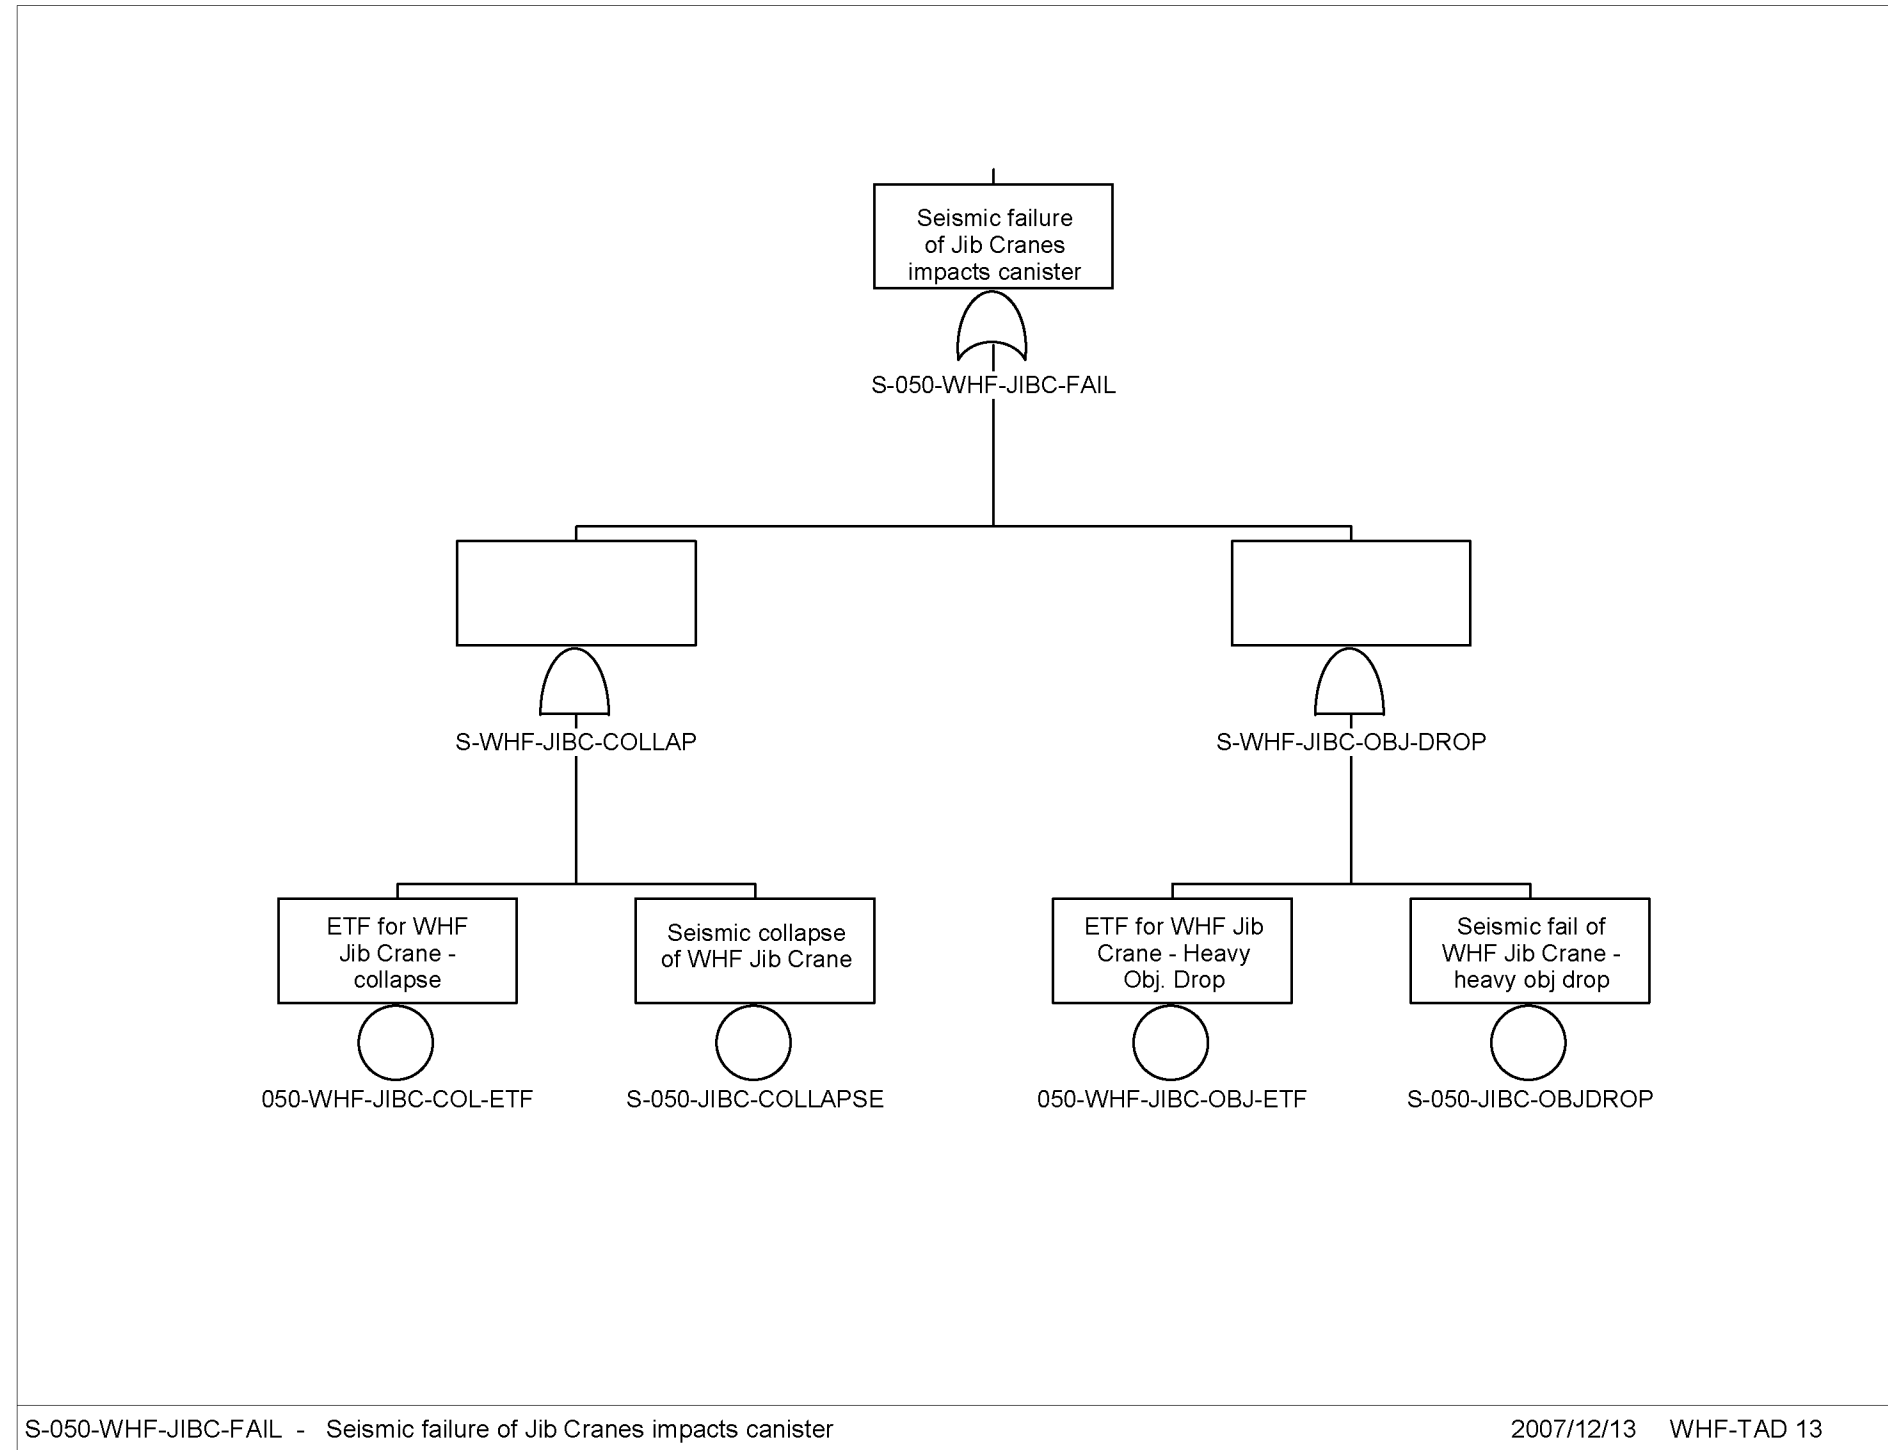 Seismic failure
of Jib Cranes
impacts canister
S-050-WHF-JIBC-FAIL
S-WHF-JIBC-COLLAP
S-WHF-JIBC-OBJ-DROP
ETF for WHF
Jib Crane -
collapse
050-WHF-JIBC-COL-ETF
Seismic collapse
of WHF Jib Crane
S-050-JIBC-COLLAPSE
ETF for WHF Jib
Crane - Heavy
Obj. Drop
050-WHF-JIBC-OBJ-ETF
Seismic fail of
WHF Jib Crane -
heavy obj drop
S-050-JIBC-OBJDROP
S-050-WHF-JIBC-FAIL - Seismic failure of Jib Cranes impacts canister
2007/12/13 WHF-TAD 13